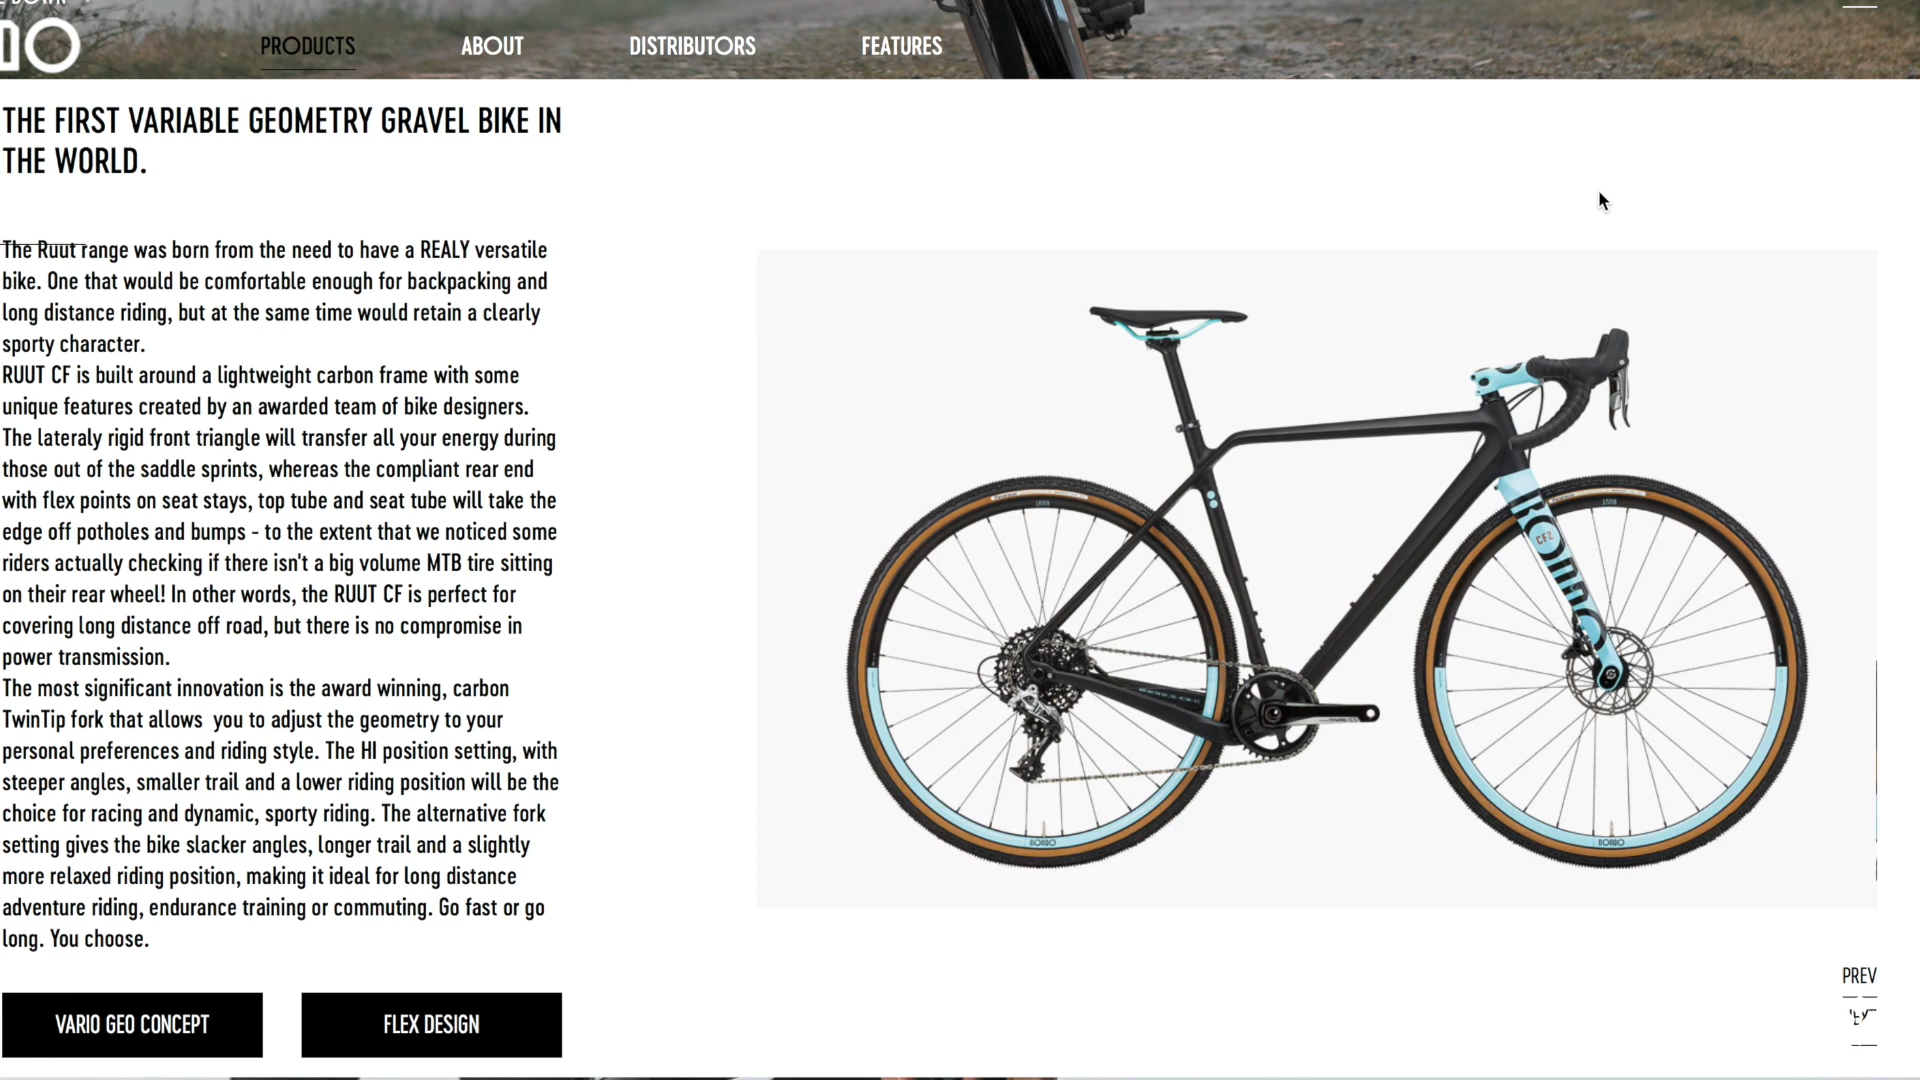 PRODUCTS
ABOUT
DISTRIBUTORS
FEATURES
THE FIRST VARIABLE GEOMETRY GRAVEL BIKE IN
THE WORLD.
The Ruut range was born from the need to have a REALY versatile
bike. One that would be comfortable enough for backpacking and
long distance riding, but at the same time would retain a clearly
sporty character.
RUUT CF is built around a lightweight carbon frame with some
unique features created by an awarded team of bike designers.
The lateraly rigid front triangle will transfer all your energy during
those out of the saddle sprints, whereas the compliant rear end
with flex points on seat stays, top tube and seat tube will take the
edge off potholes and bumps - to the extent that we noticed some
riders actually checking if there isn't a big volume MTB tire sitting
on their rear wheel! In other words, the RUUT CF is perfect for
covering long distance off road, but there is no compromise in
power transmission.
The most significant innovation is the award winning, carbon
TwinTip fork that allows  you to adjust the geometry to your
personal preferences and riding style. The HI position setting, with
steeper angles, smaller trail and a lower riding position will be the
choice for racing and dynamic, sporty riding. The alternative fork
setting gives the bike slacker angles, longer trail and a slightly
more relaxed riding position, making it ideal for long distance
adventure riding, endurance training or commuting. Go fast or go
long. You choose.
VARIO GEO CONCEPT
FLEX DESIGN
RONDO
CF2
RONDO
RONDO
PREV